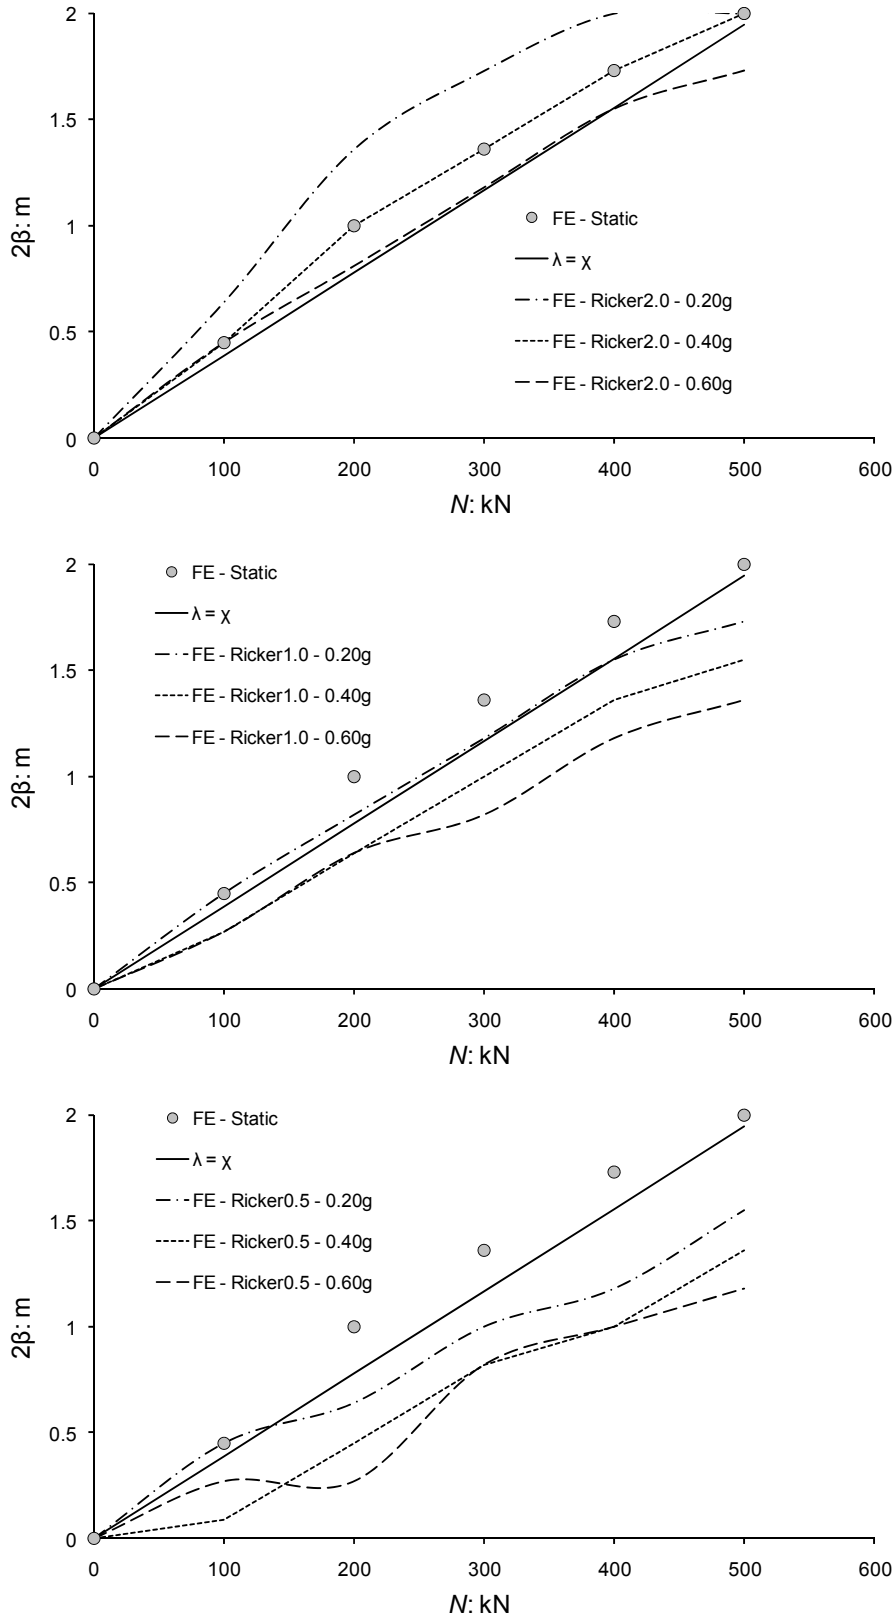 2
1.5
2β: m
1
FE - Static
λ = χ
FE - Ricker2.0 - 0.20g
0.5
FE - Ricker2.0 - 0.40g
FE - Ricker2.0 - 0.60g
0
0 100 200 300 400 500 600
N: kN
2
FE - Static
λ = χ
FE - Ricker1.0 - 0.20g
1.5
FE - Ricker1.0 - 0.40g
FE - Ricker1.0 - 0.60g
2β: m
1
0.5
0
0 100 200 300 400 500 600
N: kN
2
FE - Static
λ = χ
FE - Ricker0.5 - 0.20g
1.5
FE - Ricker0.5 - 0.40g
FE - Ricker0.5 - 0.60g
2β: m
1
0.5
0
0 100 200 300 400 500 600
N: kN